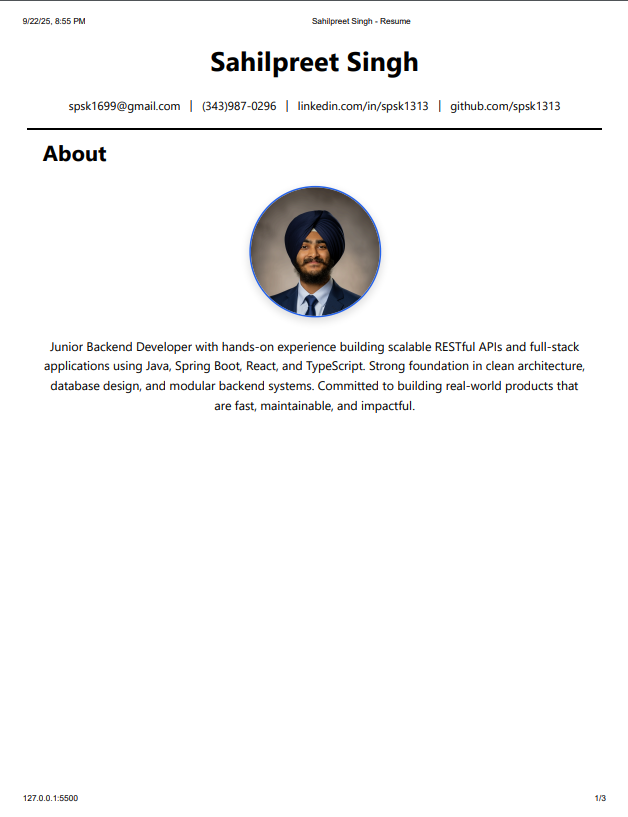 9/22/25, 8:55 PM Sahilpreet Singh - Resume
Sahilpreet Singh
spsk1699@gmail.com | (343)987-0296 | linkedin.com/in/spsk1313 | github.com/spsk1313
About
Junior Backend Developer with hands-on experience building scalable RESTful APIs and full-stack
applications using Java, Spring Boot, React, and TypeScript. Strong foundation in clean architecture,
database design, and modular backend systems. Committed to building real-world products that
are fast, maintainable, and impactful.
127.0.0.1:5500 1/3